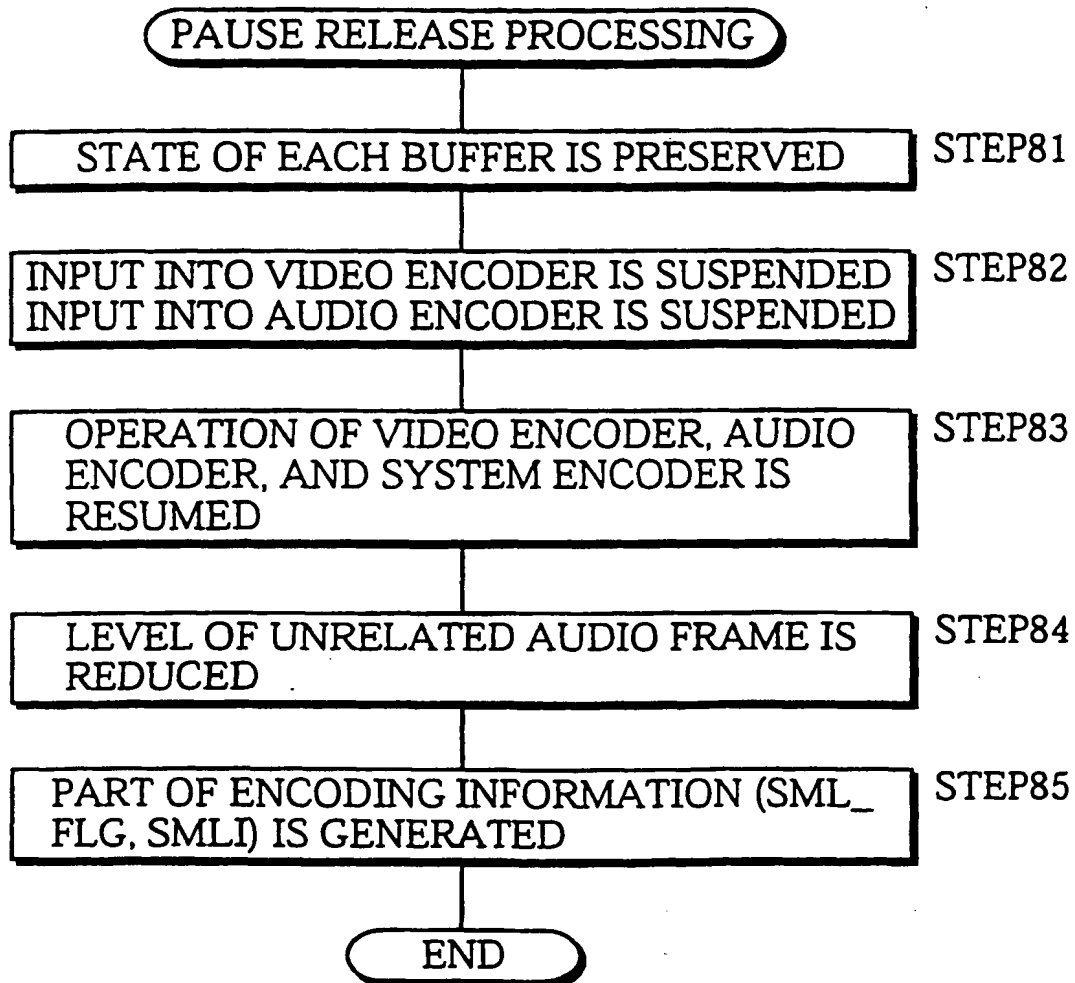 PAUSE RELEASE PROCESSING
STATE OF EACH BUFFER IS PRESERVED
STEP81
INPUT INTO VIDEO ENCODER IS SUSPENDED
INPUT INTO AUDIO ENCODER IS SUSPENDED
STEP82
OPERATION OF VIDEO ENCODER, AUDIO
ENCODER, AND SYSTEM ENCODER IS
RESUMED
STEP83
LEVEL OF UNRELATED AUDIO FRAME IS
REDUCED
STEP84
PART OF ENCODING INFORMATION (SML_
FLG, SMLI) IS GENERATED
STEP85
END